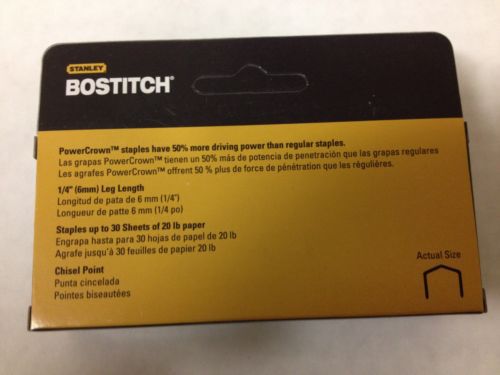 STANLEY
BOSTITCH®
PowerCrown™ staples have 50% more driving power than regular staples.
Las grapas PowerCrown™ tienen un 50% más de potencia de penetración que las grapas regulares
Les agrafes PowerCrown™ offrent 50 % plus de force de pénétration que les régulières.
1/4" (6mm) Leg Length
Longitud de pata de 6 mm (1/4")
Longueur de patte 6 mm (1/4 po)
Staples up to 30 Sheets of 20 lb paper
Engrapa hasta para 30 hojas de papel de 20 lb
Agrafe jusqu'à 30 feuilles de papier 20 lb
Chisel Point
Punta cincelada
Pointes biseautées
Actual Size